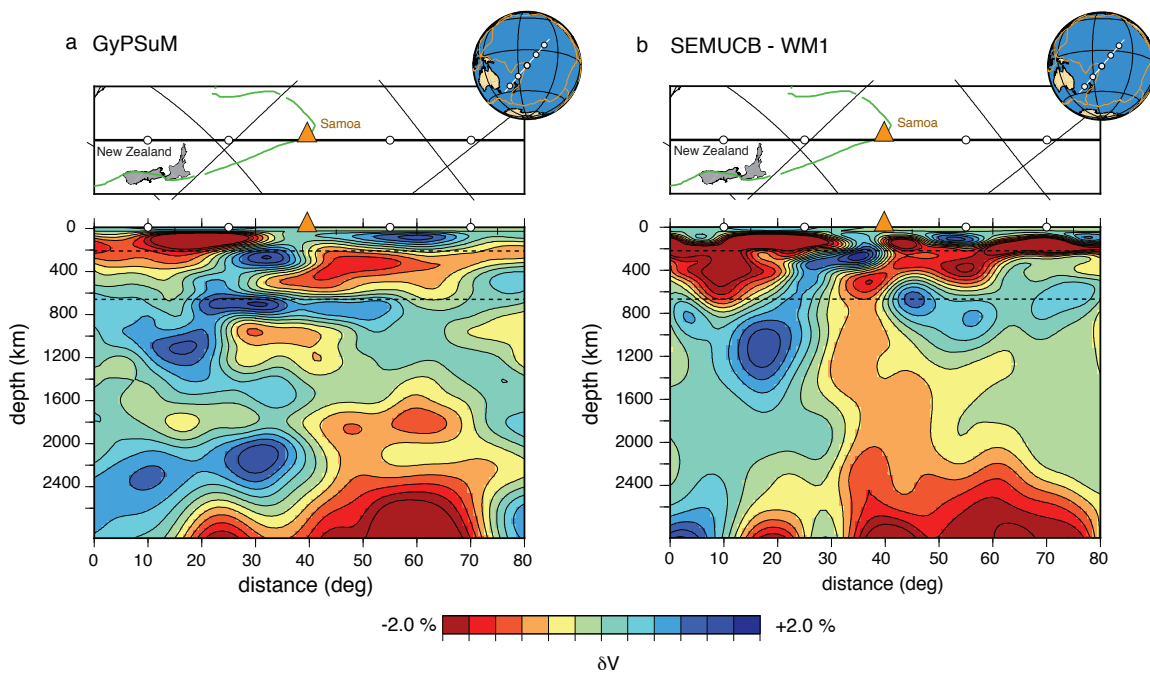 a GyPSuM
Samoa
New Zealand
0
400
800
1200
1600
2000
2400
depth (km)
0 10 20 30 40 50 60 70 80
distance (deg)
b SEMUCB - WM1
Samoa
New Zealand
0
400
800
1200
1600
2000
2400
depth (km)
0 10 20 30 40 50 60 70 80
distance (deg)
-2.0 % +2.0 %
δV